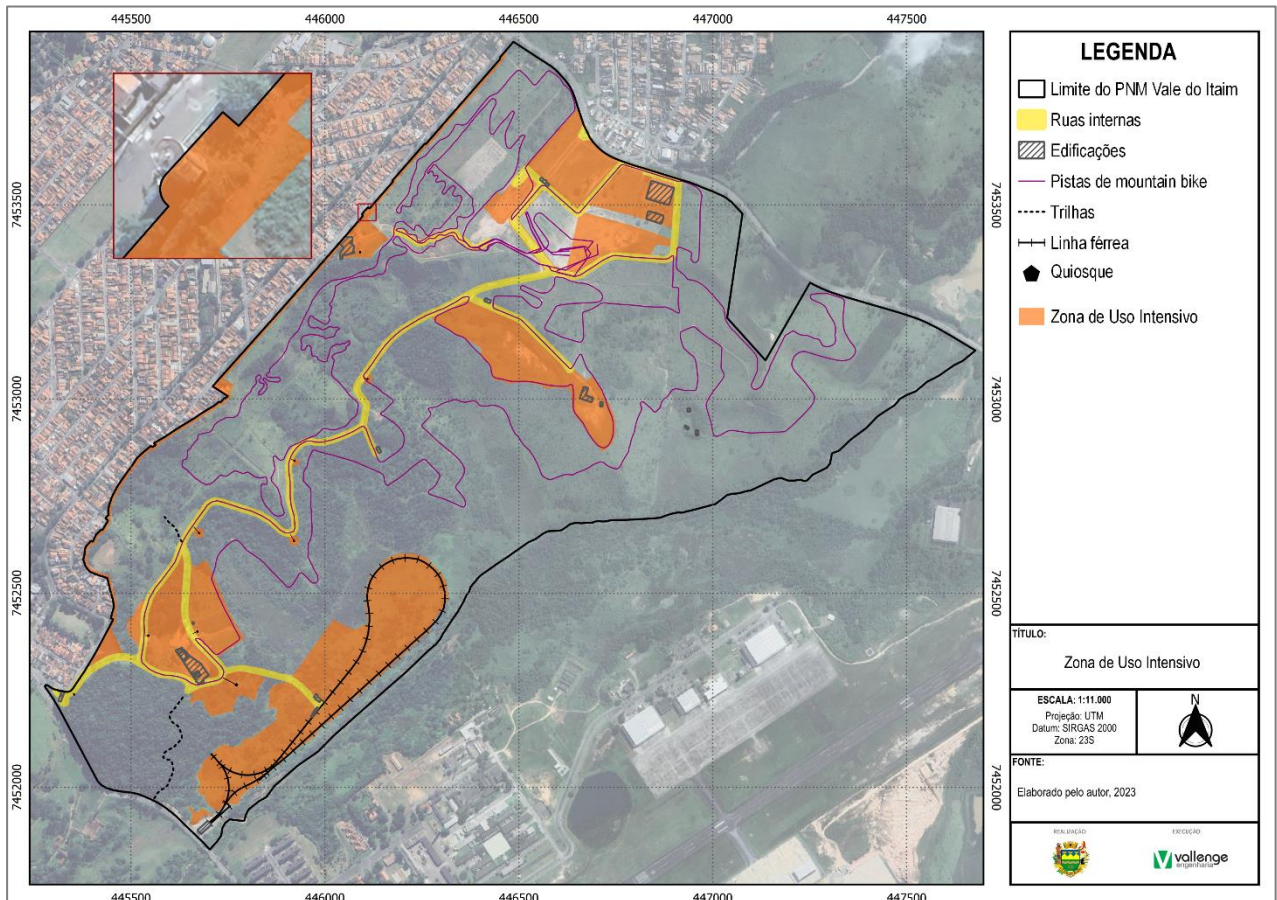 445500 446000 446500 447000 447500
7453500
7453000
7452500
7452000
7453500
7453000
7452500
7452000
445500 446000 446500 447000 447500
LEGENDA
Limite do PNM Vale do Itaim
Ruas internas
Edificações
Pistas de mountain bike
Trilhas
Linha férrea
Quiosque
Zona de Uso Intensivo
TÍTULO:
Zona de Uso Intensivo
ESCALA: 1:11.000
Projeção: UTM
Datum: SIRGAS 2000
Zona: 23S
N
FONTE:
Elaborado pelo autor, 2023
REALIZAÇÃO
EXECUÇÃO
vallenge
engenharia